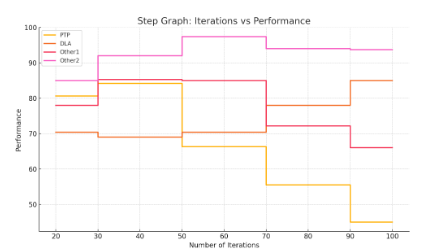 Step Graph: Iterations vs Performance
PTP
DLA
Other1
Other2
100
90
80
70
60
50
Performance
20 30 40 50 60 70 80 90 100
Number of Iterations